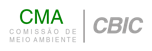 CMA
COMISSÃO DE
MEIO AMBIENTE
CBIC